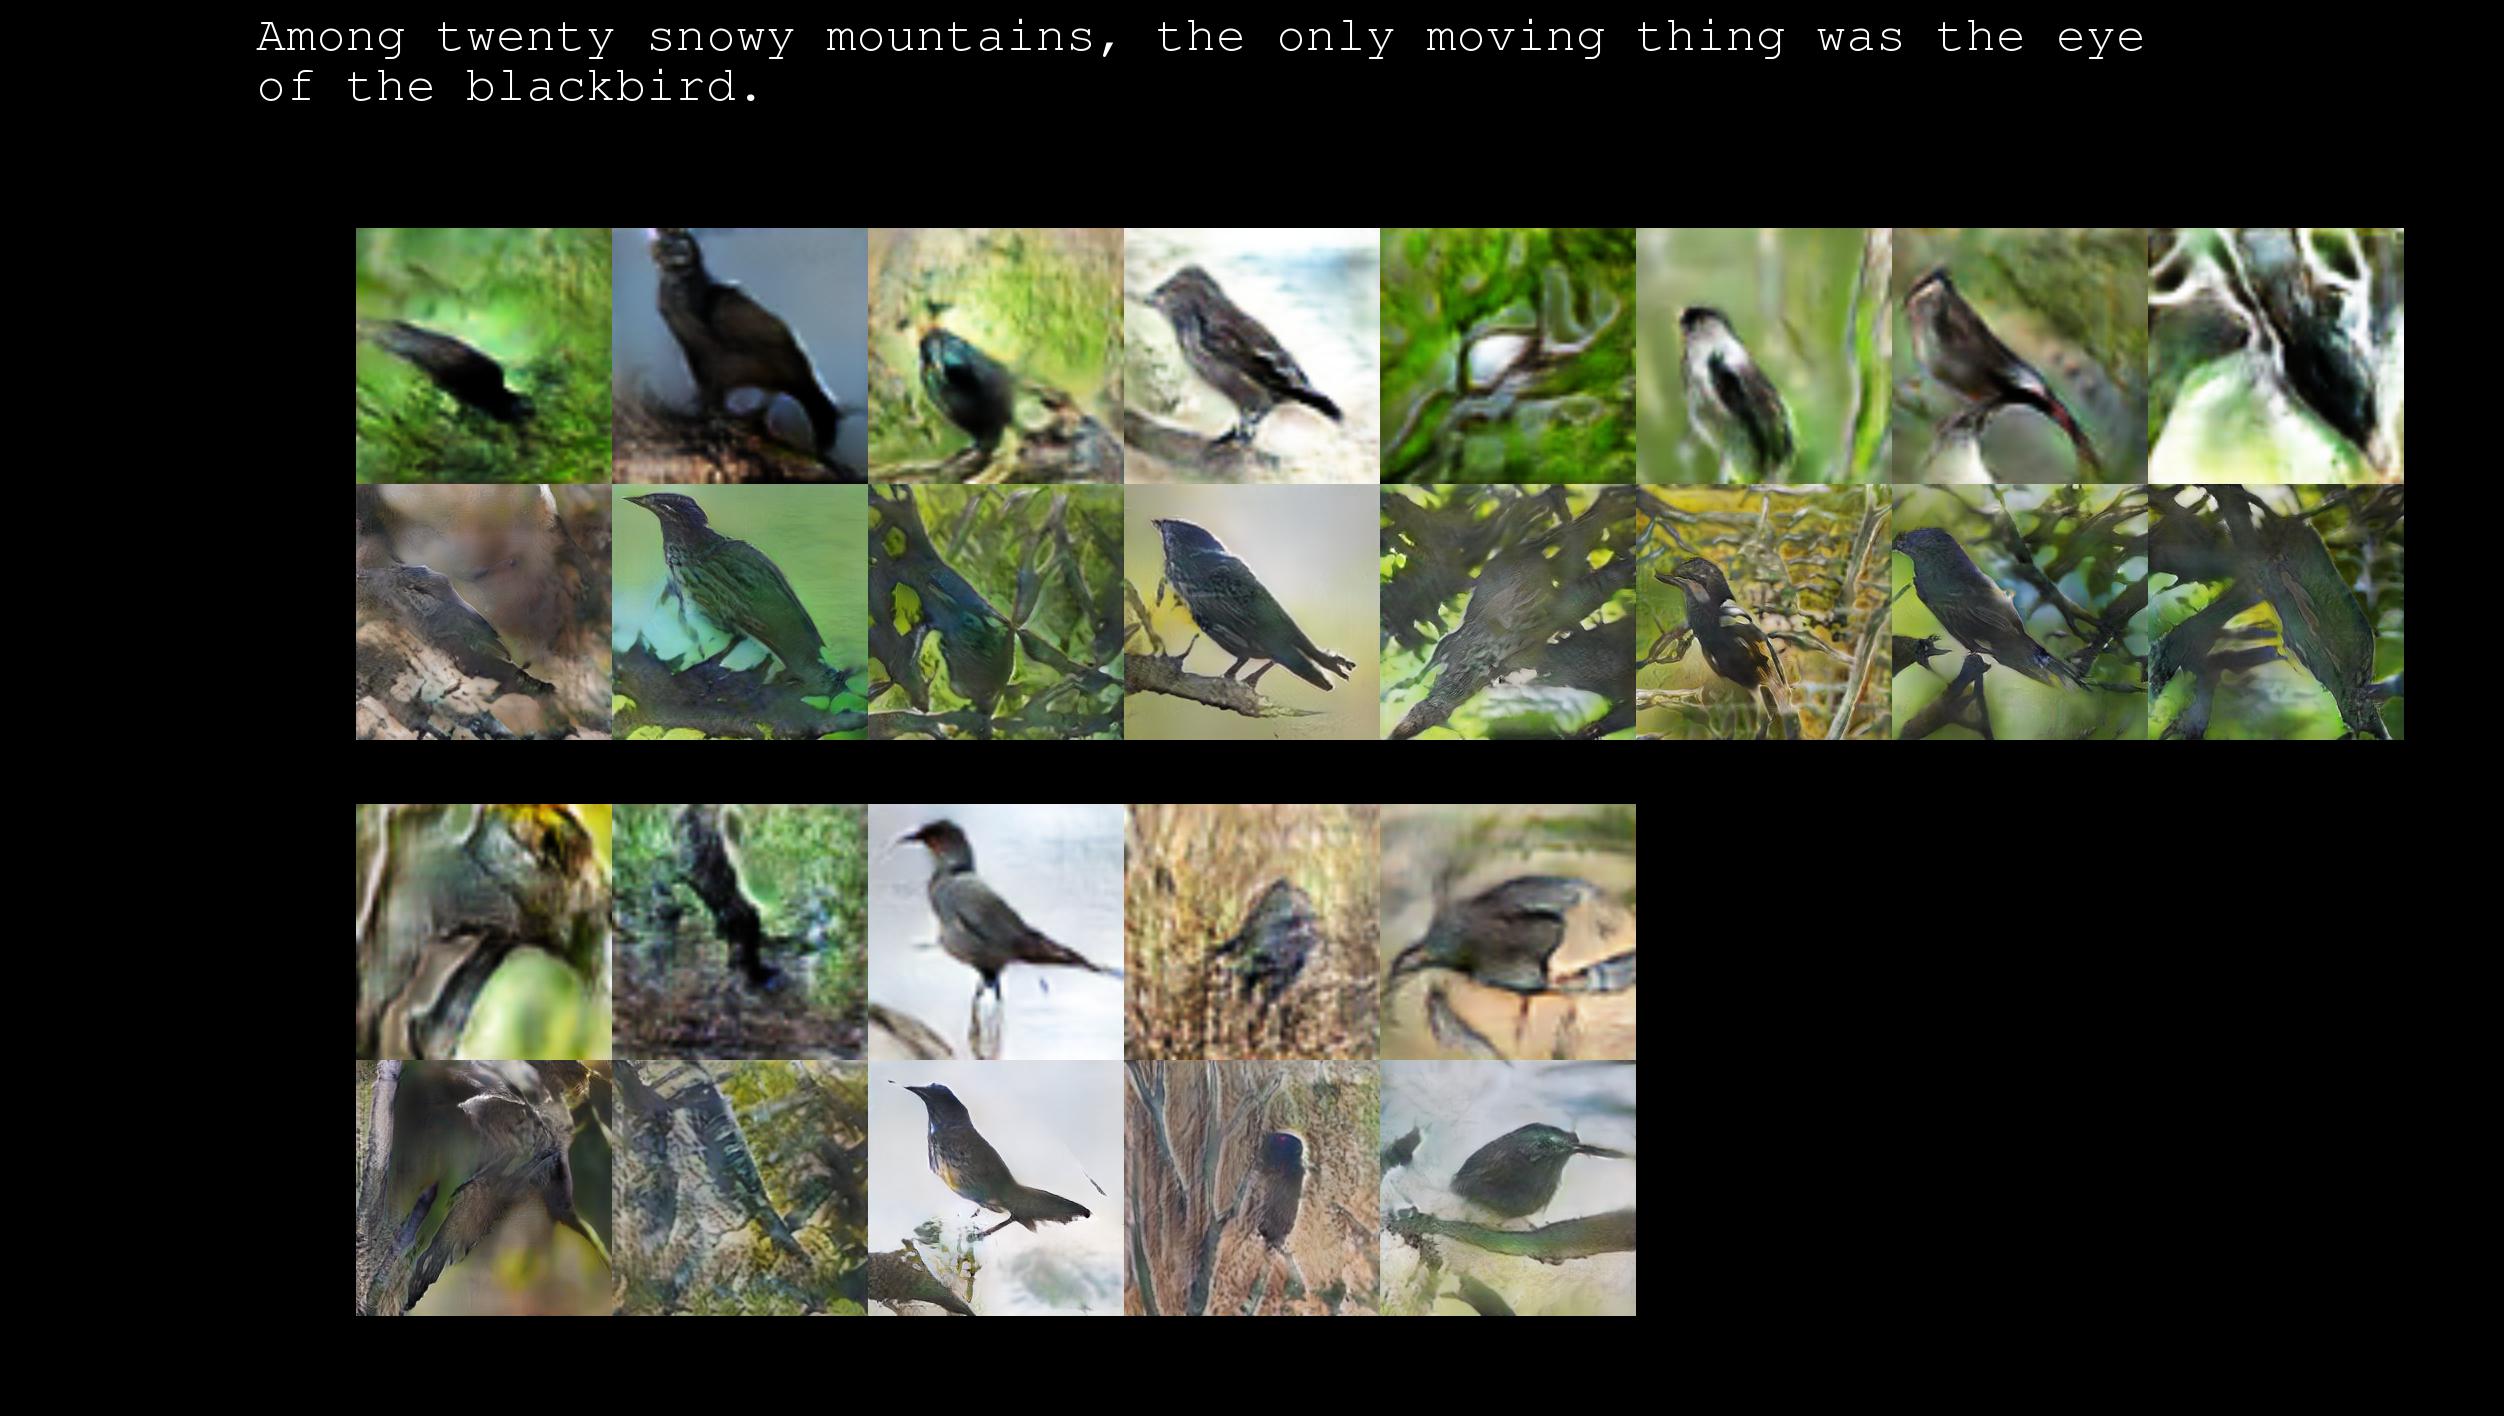 Among twenty snowy mountains, the only moving thing was the eye
of the blackbird.